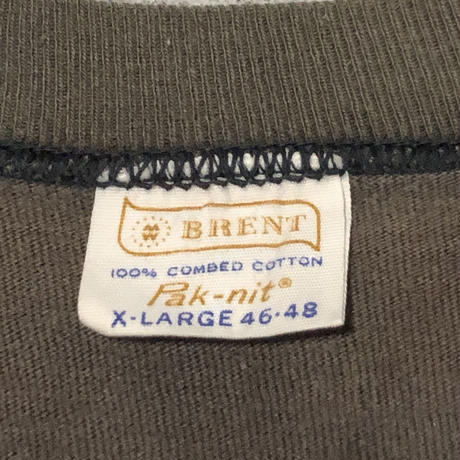 BRENT
100% COMBED COTTON
Pak-nit®
X-LARGE 46-48